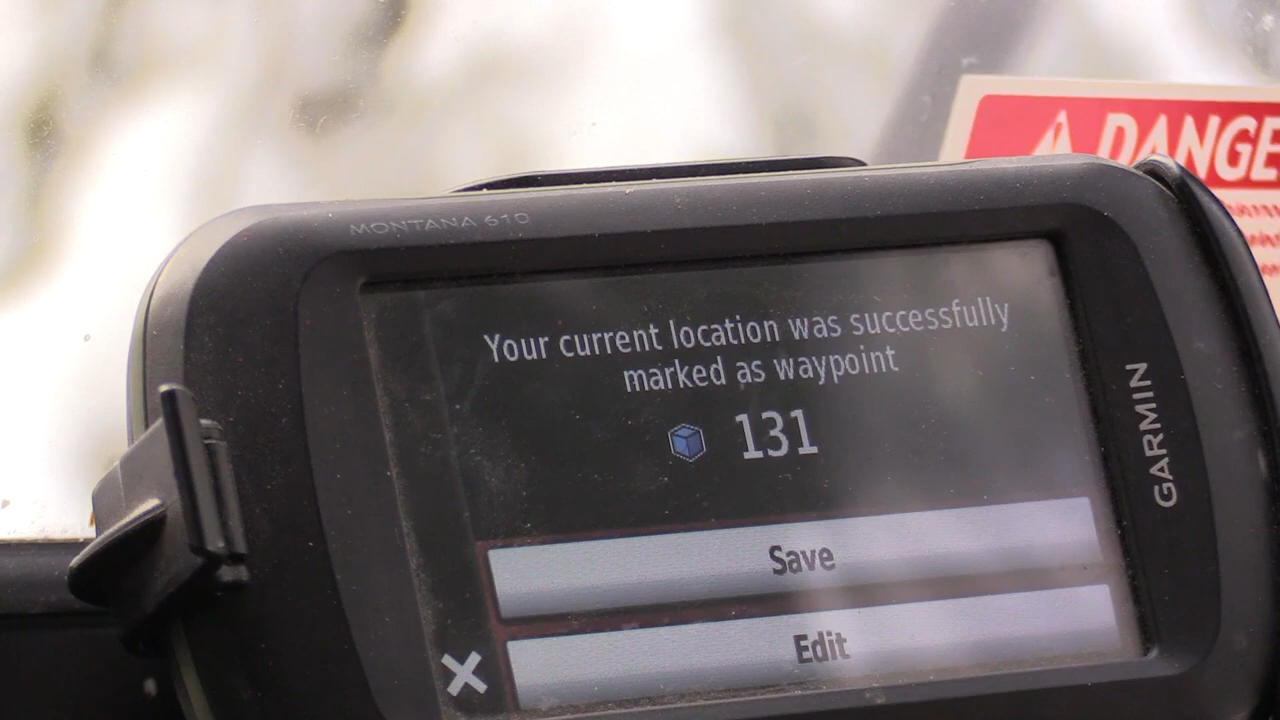 DANGE
MONTANA 610
Your current location was successfully
marked as waypoint
131
Save
Edit
GARMIN